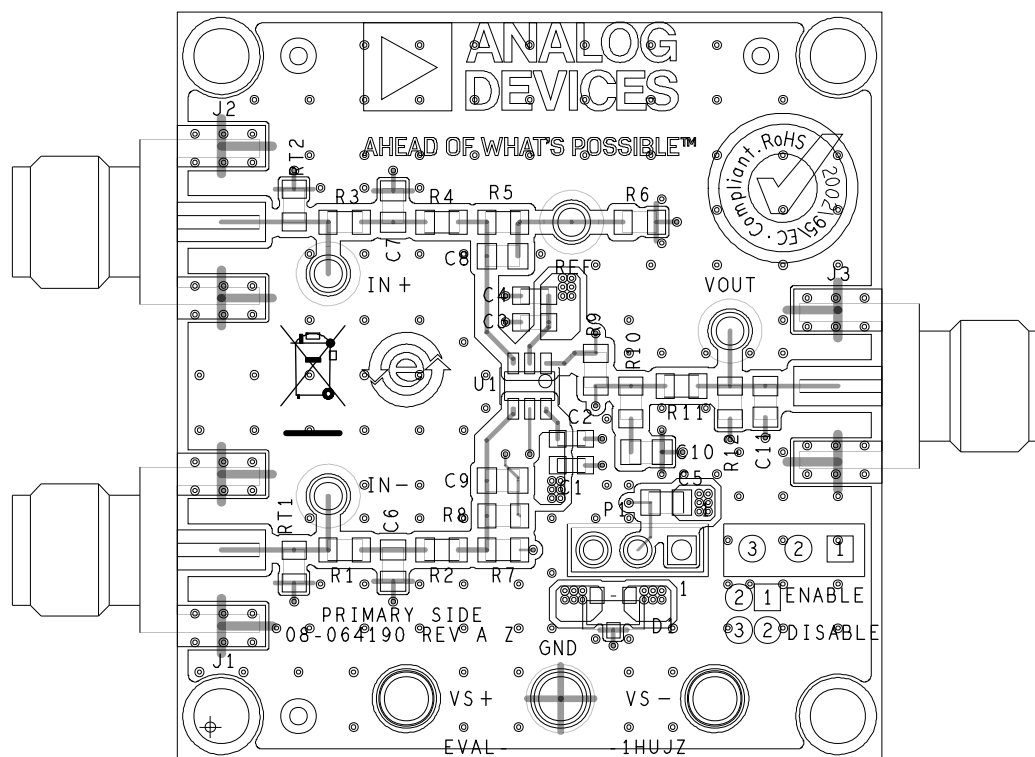 ANALOG
DEVICES
AHEAD OF WHAT'S POSSIBLE™
J2
RT2
R3
C7
R4
R5
R6
Compliant.RoHS
2002\95\EC
C8
IN+
REF
VOUT
J3
C4
C3
R9
R10
e
U1
R11
R12
C11
C2
C10
C9
C1
C5
IN-
RT1
C6
R8
P1
R1
R2
R7
1
3 2 1
2 1 ENABLE
3 2 DISABLE
PRIMARY SIDE
08-064190 REV A Z
D1
J1
GND
VS+
VS-
EVAL-
-1HUJZ